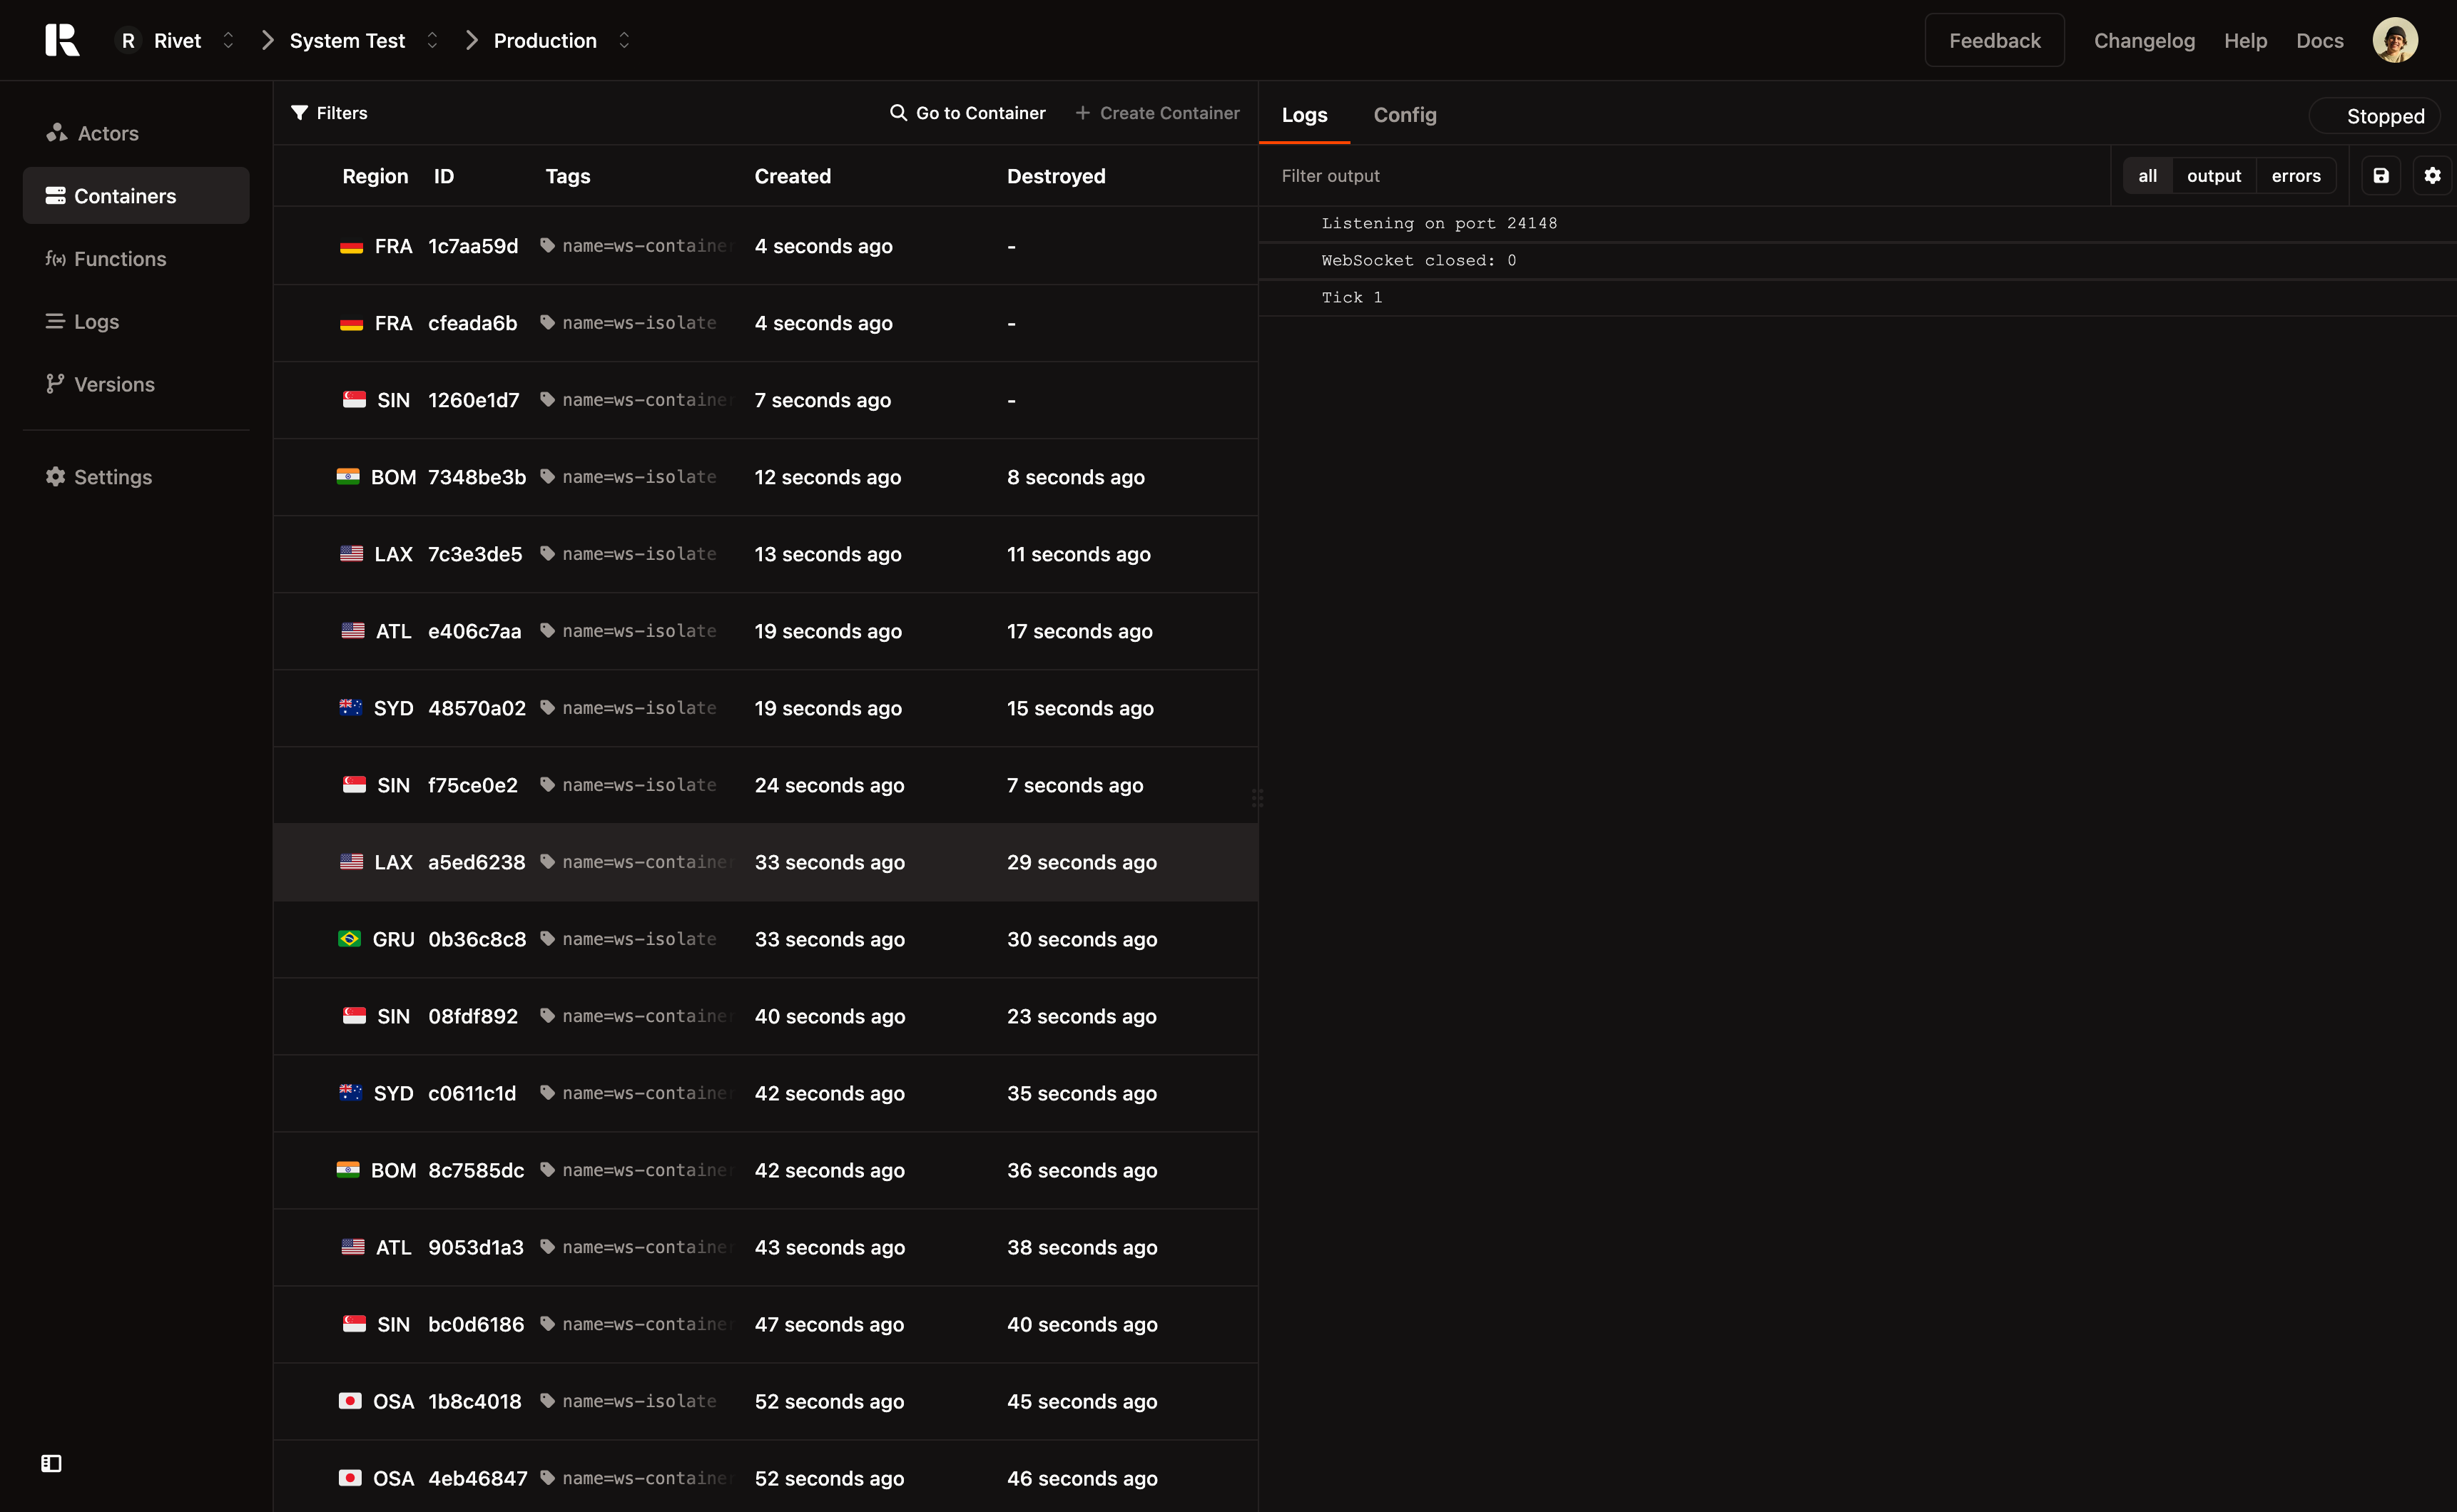 R Rivet System Test Production Feedback Changelog Help Docs
Actors
Containers
Functions
Logs
Versions
Settings
Filters Go to Container Create Container
Region ID Tags Created Destroyed
FRA 1c7aa59d name=ws-container 4 seconds ago -
FRA cfeada6b name=ws-isolate 4 seconds ago -
SIN 1260e1d7 name=ws-container 7 seconds ago -
BOM 7348be3b name=ws-isolate 12 seconds ago 8 seconds ago
LAX 7c3e3de5 name=ws-isolate 13 seconds ago 11 seconds ago
ATL e406c7aa name=ws-isolate 19 seconds ago 17 seconds ago
SYD 48570a02 name=ws-isolate 19 seconds ago 15 seconds ago
SIN f75ce0e2 name=ws-isolate 24 seconds ago 7 seconds ago
LAX a5ed6238 name=ws-container 33 seconds ago 29 seconds ago
GRU 0b36c8c8 name=ws-isolate 33 seconds ago 30 seconds ago
SIN 08fdf892 name=ws-container 40 seconds ago 23 seconds ago
SYD c0611c1d name=ws-container 42 seconds ago 35 seconds ago
BOM 8c7585dc name=ws-container 42 seconds ago 36 seconds ago
ATL 9053d1a3 name=ws-container 43 seconds ago 38 seconds ago
SIN bc0d6186 name=ws-container 47 seconds ago 40 seconds ago
OSA 1b8c4018 name=ws-isolate 52 seconds ago 45 seconds ago
OSA 4eb46847 name=ws-container 52 seconds ago 46 seconds ago
Logs Config Stopped
Filter output all output errors
Listening on port 24148
WebSocket closed: 0
Tick 1